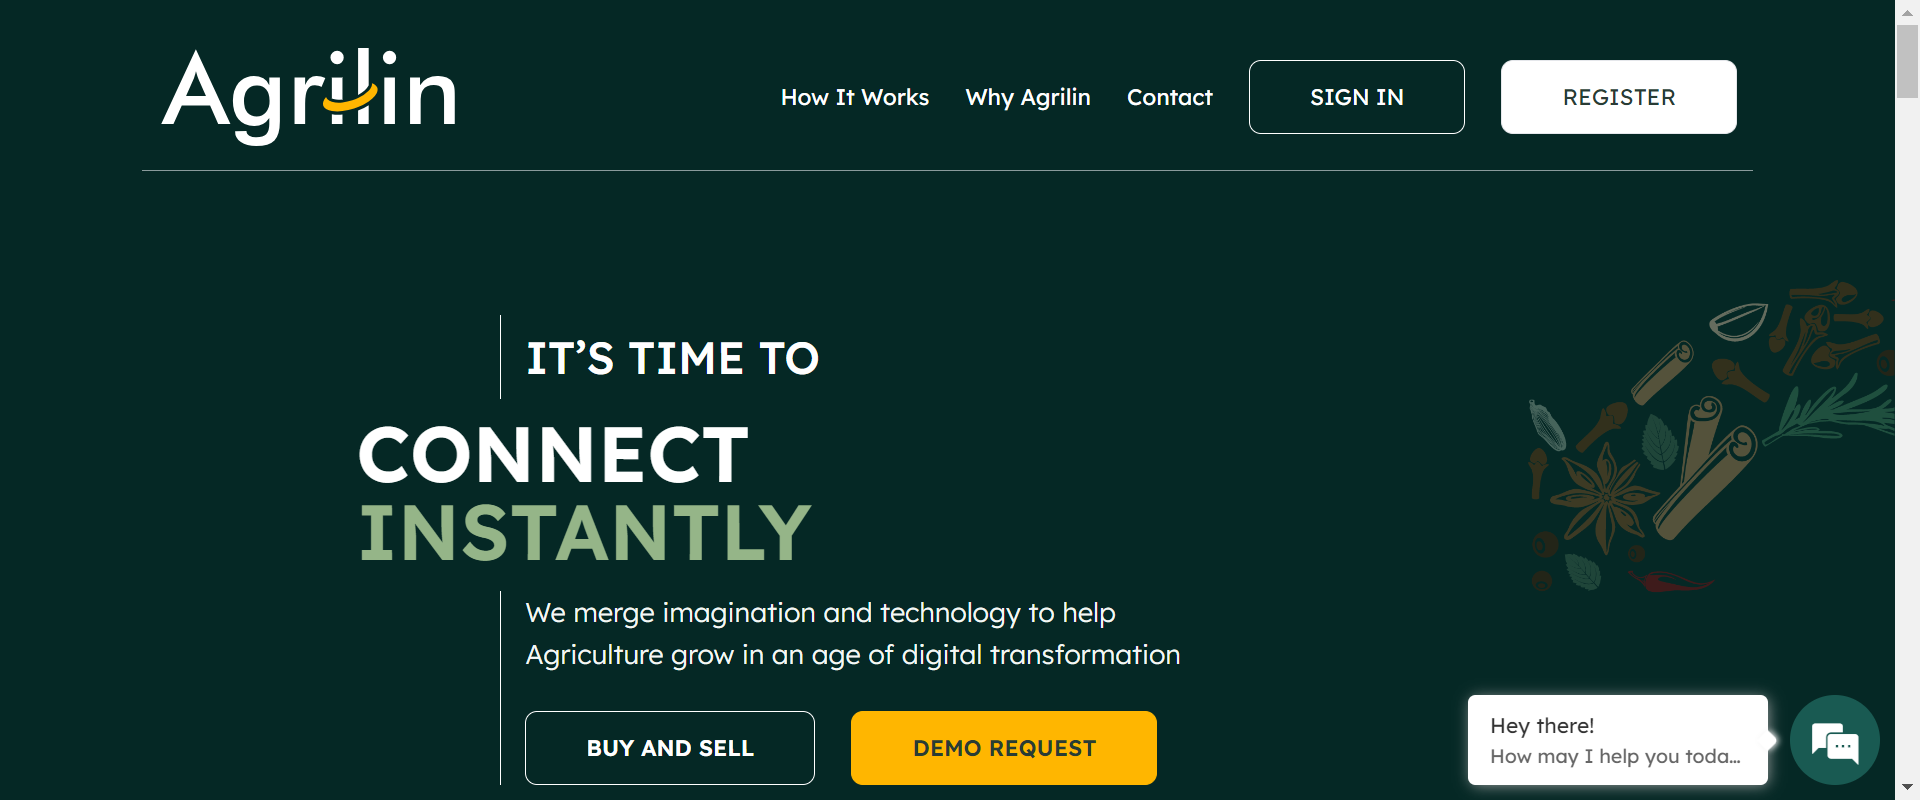 Agrilin
How It Works
Why Agrilin
Contact
SIGN IN
REGISTER
IT’S TIME TO
CONNECT
INSTANTLY
We merge imagination and technology to help
Agriculture grow in an age of digital transformation
BUY AND SELL
DEMO REQUEST
Hey there!
How may I help you toda...